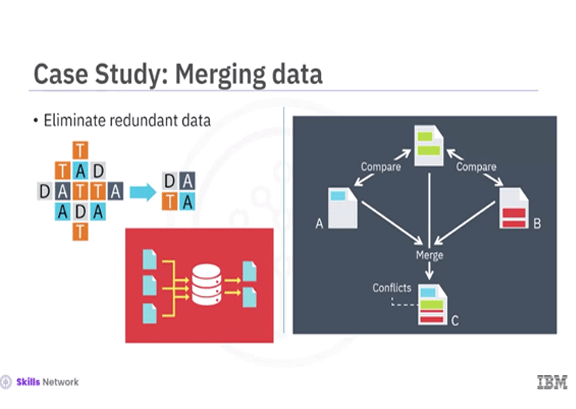 Case Study: Merging data
• Eliminate redundant data
T
T A D
D A T T A
A D A
T
D A
T A
Compare
Compare
A
B
Merge
Conflicts
C
Skills Network
IBM